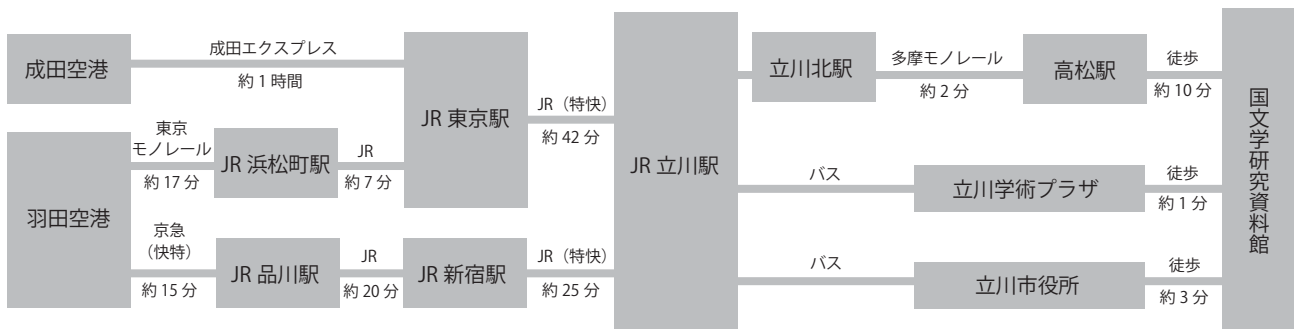 成田空港
成田エクスプレス
約 1 時間
羽田空港
東京
モノレール
約 17 分
JR 浜松町駅
JR
約 7 分
JR 東京駅
JR（特快）
約 42 分
京急
（快特）
約 15 分
JR 品川駅
JR
約 20 分
JR 新宿駅
JR（特快）
約 25 分
JR 立川駅
立川北駅
多摩モノレール
約 2 分
高松駅
徒歩
約 10 分
バス
立川学術プラザ
徒歩
約 1 分
バス
立川市役所
徒歩
約 3 分
国文学研究資料館